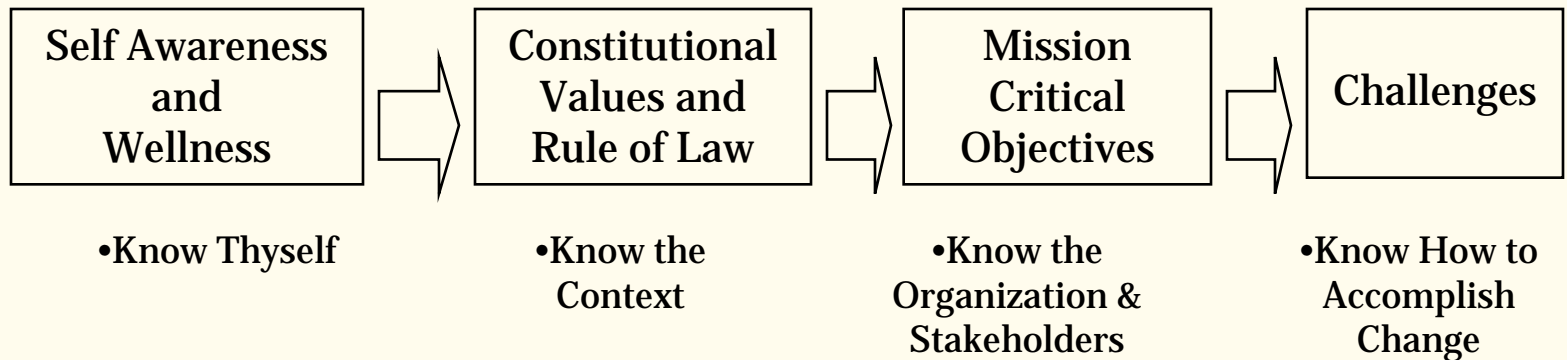 Self Awareness
and
Wellness
Constitutional
Values and
Rule of Law
Mission
Critical
Objectives
Challenges
•Know Thyself
•Know the
Context
•Know the
Organization &
Stakeholders
•Know How to
Accomplish
Change